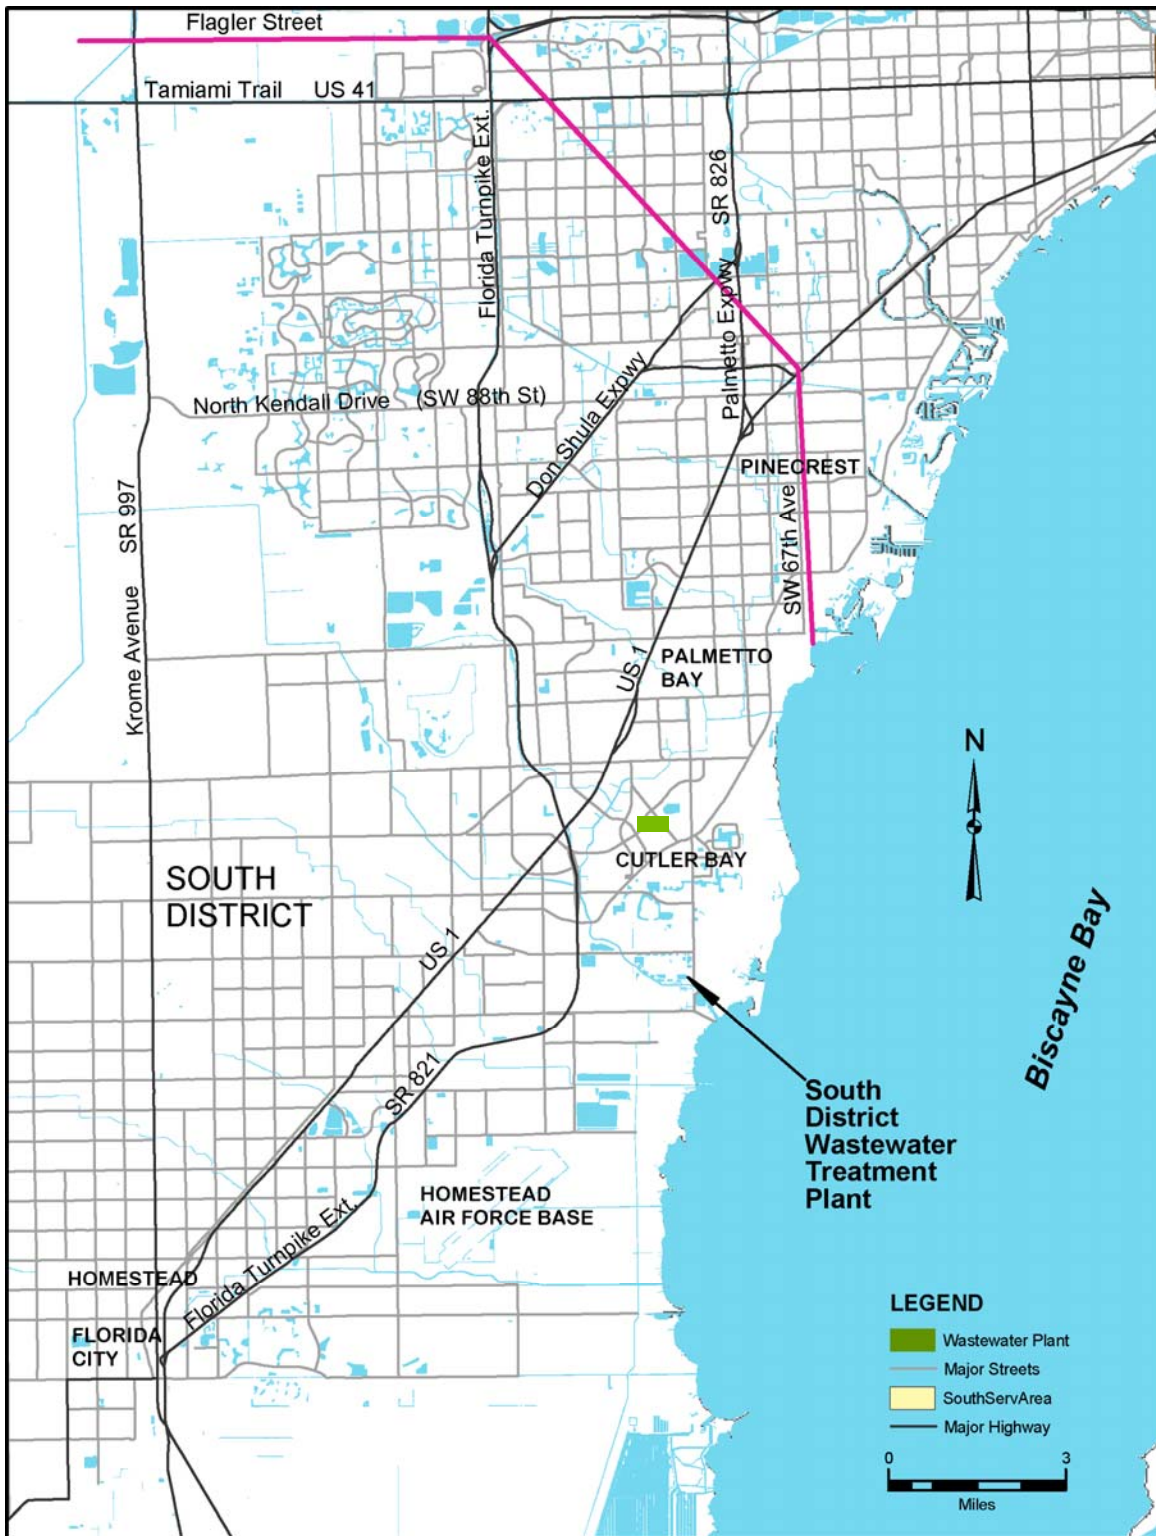 Flagler Street
Tamiami Trail US 41
Florida Turnpike Ext.
SR 826
Palmetto Expwy
North Kendall Drive (SW 88th St)
Don Shula Expwy
PINECREST
SR 997
SW 67th Ave
Krome Avenue
US 1
PALMETTO
BAY
N
CUTLER BAY
SOUTH
DISTRICT
US 1
Biscayne Bay
SR 821
South
District
Wastewater
Treatment
Plant
HOMESTEAD
AIR FORCE BASE
Florida Turnpike Ext.
HOMESTEAD
FLORIDA
CITY
LEGEND
Wastewater Plant
Major Streets
SouthServArea
Major Highway
0 3
Miles